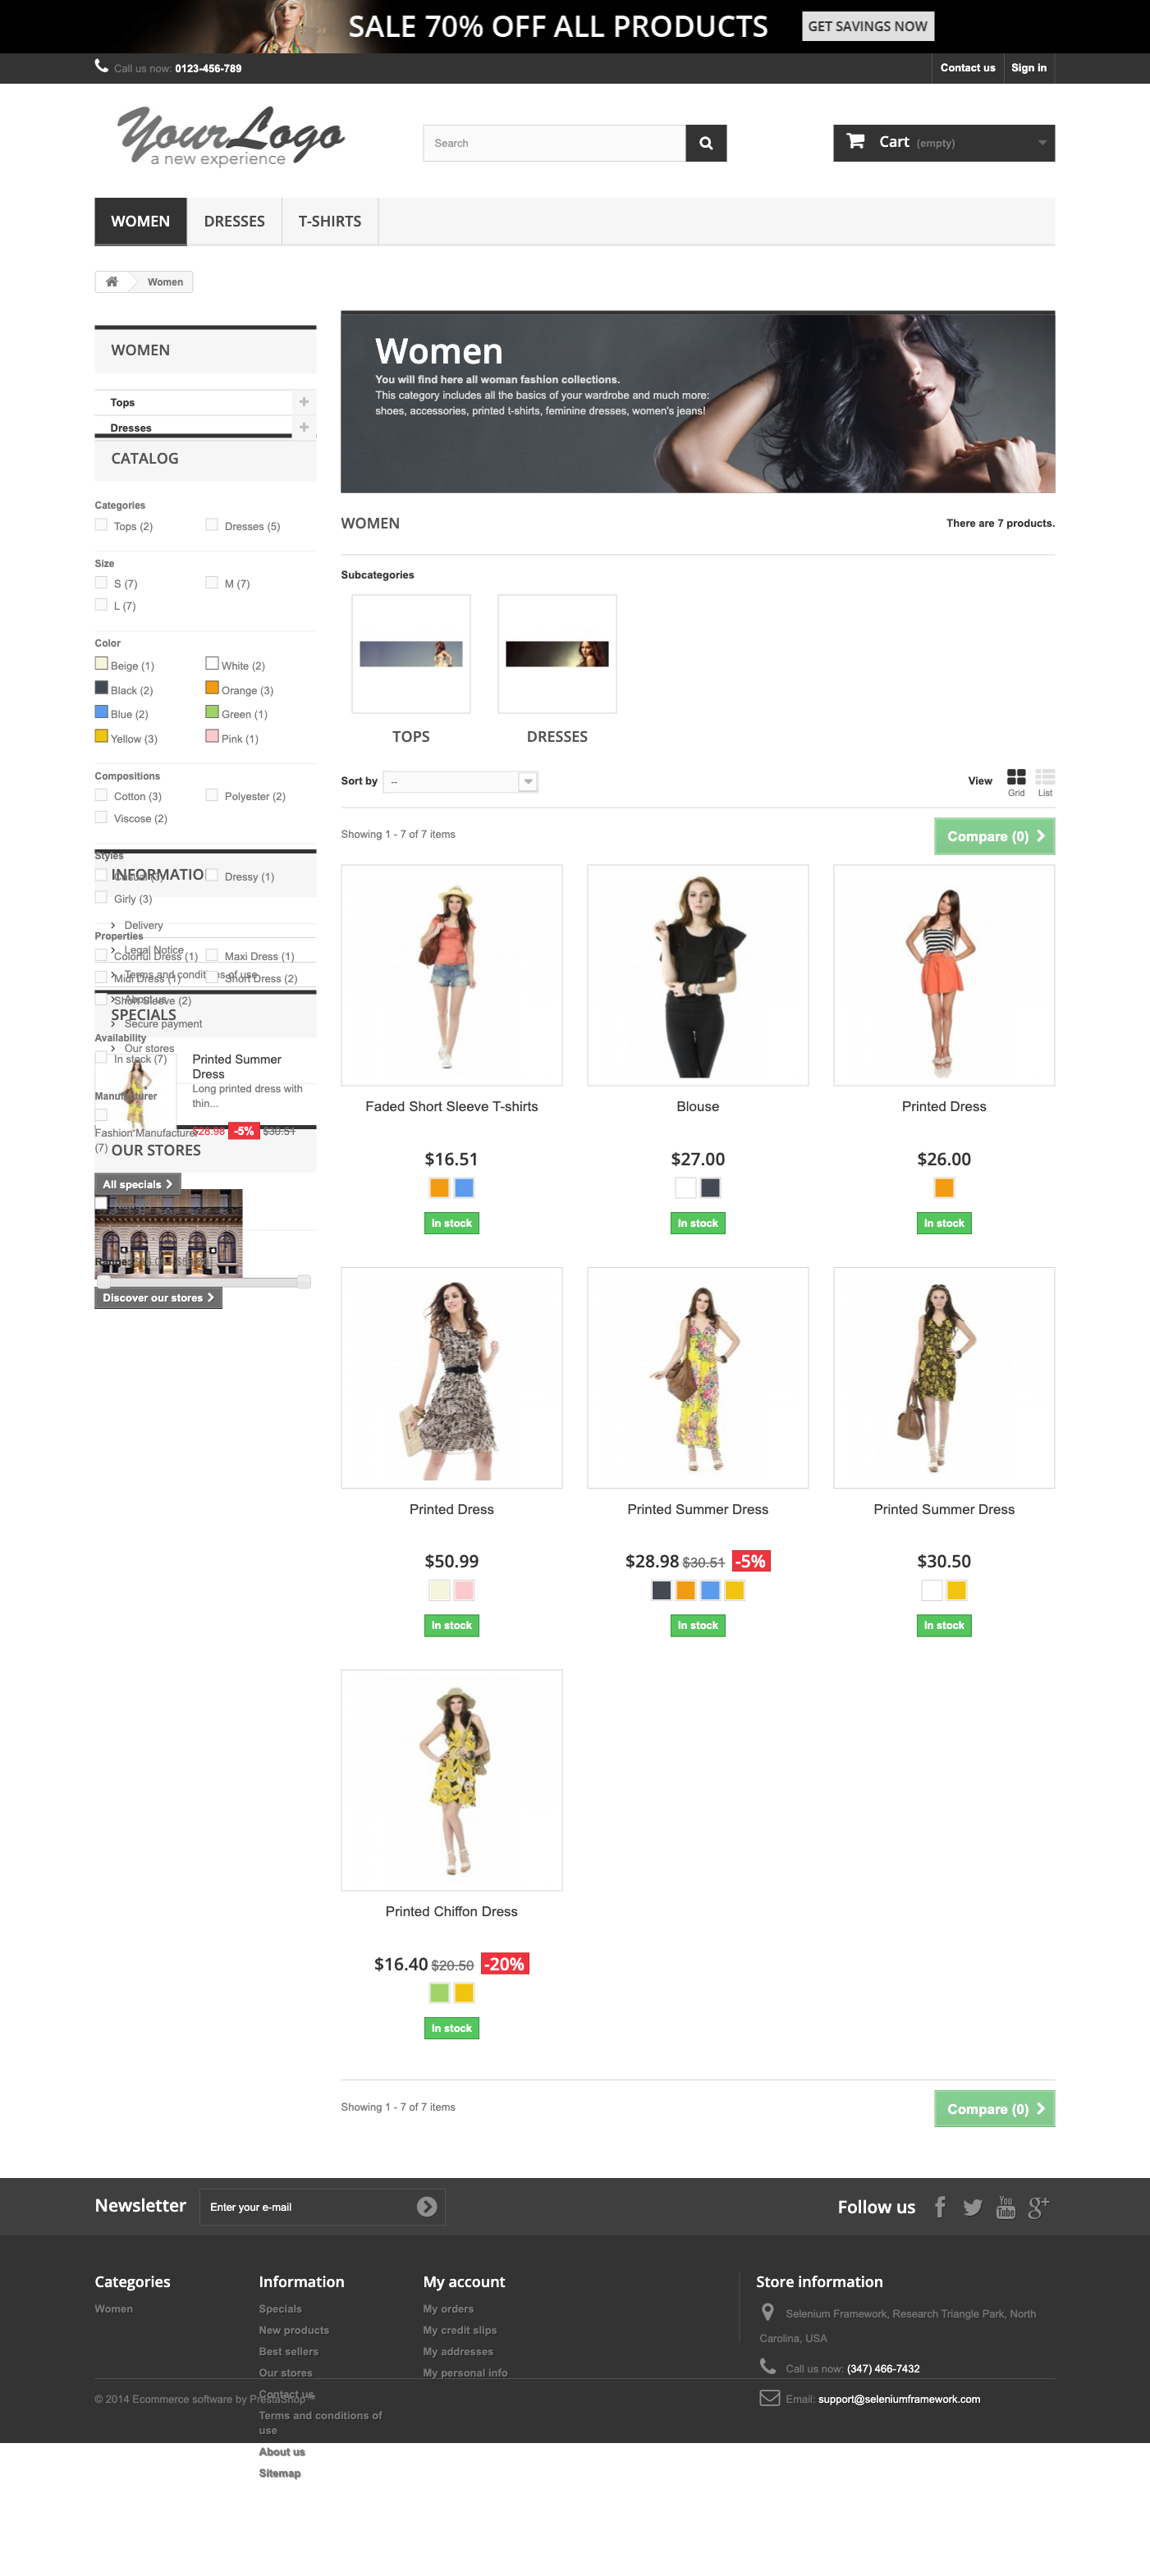 SALE 70% OFF ALL PRODUCTS GET SAVINGS NOW
Call us now: 0123-456-789 Contact us Sign in
YourLogo
a new experience
Search
Cart (empty)
WOMEN DRESSES T-SHIRTS
Women
WOMEN
Tops
Dresses
CATALOG
Categories
Tops (2) Dresses (5)
Size
S (7) M (7)
L (7)
Color
Beige (1) White (2)
Black (2) Orange (3)
Blue (2) Green (1)
Yellow (3) Pink (1)
Compositions
Cotton (3) Polyester (2)
Viscose (2)
Styles
INFORMATION
Casual (3) Dressy (1)
Girly (3)
Delivery
Properties
Legal Notice
Colorful Dress (1) Maxi Dress (1)
Terms and conditions of use
Midi Dress (1) Short Dress (2)
About us
Short Sleeve (2)
SPECIALS
Secure payment
Availability
Our stores
In stock (7)
Printed Summer
Dress
Long printed dress with
thin...
Manufacturer
Fashion Manufacturer
(7)
$28.98 -5% $30.51
OUR STORES
All specials
Range:
Discover our stores
Women
You will find here all woman fashion collections.
This category includes all the basics of your wardrobe and much more:
shoes, accessories, printed t-shirts, feminine dresses, women's jeans!
WOMEN There are 7 products.
Subcategories
TOPS DRESSES
Sort by -- View Grid List
Showing 1 - 7 of 7 items Compare (0)
Faded Short Sleeve T-shirts
$16.51
In stock
Blouse
$27.00
In stock
Printed Dress
$26.00
In stock
Printed Dress
$50.99
In stock
Printed Summer Dress
$28.98 $30.51 -5%
In stock
Printed Summer Dress
$30.50
In stock
Printed Chiffon Dress
$16.40 $20.50 -20%
In stock
Showing 1 - 7 of 7 items Compare (0)
Newsletter Enter your e-mail Follow us You Tube
Categories
Women
Information
Specials
New products
Best sellers
Our stores
Contact us
Terms and conditions of
use
About us
Sitemap
My account
My orders
My credit slips
My addresses
My personal info
Store information
Selenium Framework, Research Triangle Park, North
Carolina, USA
Call us now: (347) 466-7432
Email: support@seleniumframework.com
© 2014 Ecommerce software by PrestaShop™